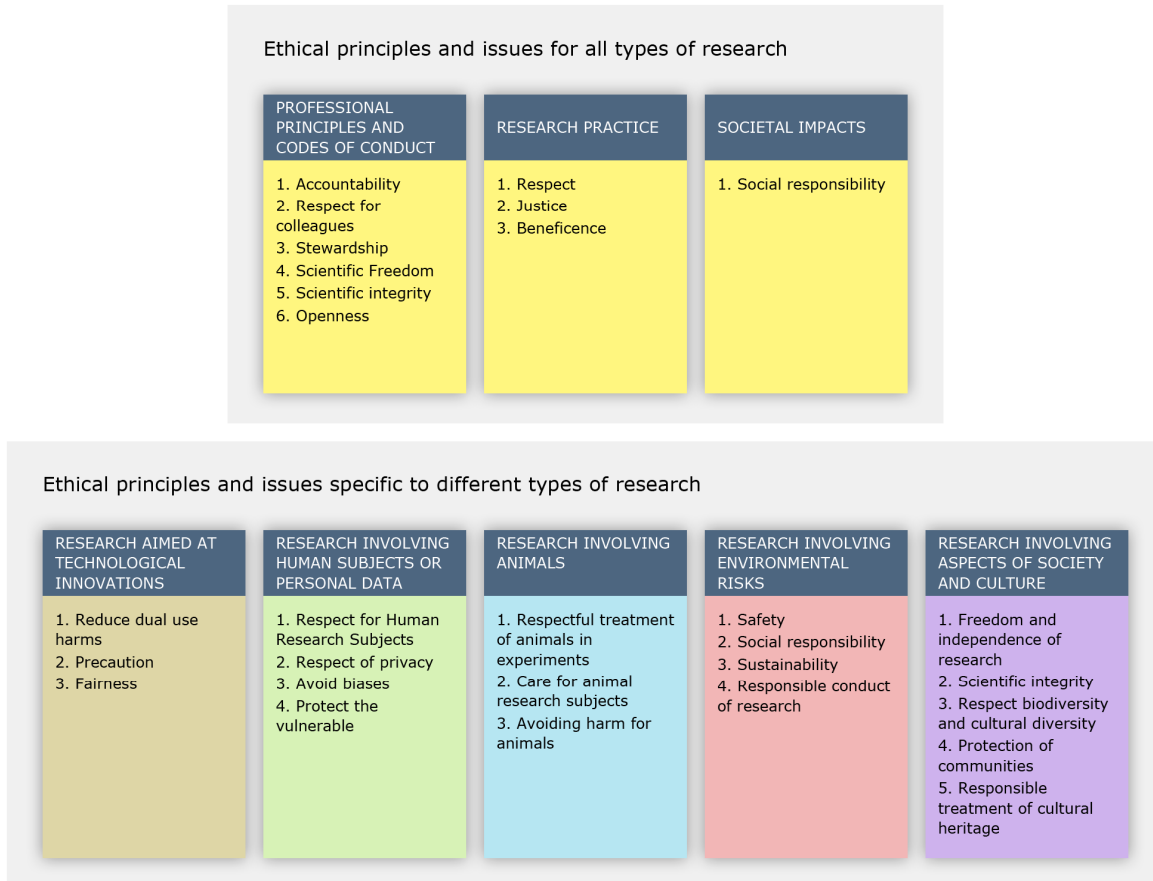 Ethical principles and issues for all types of research
PROFESSIONAL
PRINCIPLES AND
CODES OF CONDUCT
1. Accountability
2. Respect for
colleagues
3. Stewardship
4. Scientific Freedom
5. Scientific integrity
6. Openness
RESEARCH PRACTICE
1. Respect
2. Justice
3. Beneficence
SOCIETAL IMPACTS
1. Social responsibility
Ethical principles and issues specific to different types of research
RESEARCH AIMED AT
TECHNOLOGICAL
INNOVATIONS
1. Reduce dual use
harms
2. Precaution
3. Fairness
RESEARCH INVOLVING
HUMAN SUBJECTS OR
PERSONAL DATA
1. Respect for Human
Research Subjects
2. Respect of privacy
3. Avoid biases
4. Protect the
vulnerable
RESEARCH INVOLVING
ANIMALS
1. Respectful treatment
of animals in
experiments
2. Care for animal
research subjects
3. Avoiding harm for
animals
RESEARCH INVOLVING
ENVIRONMENTAL
RISKS
1. Safety
2. Social responsibility
3. Sustainability
4. Responsible conduct
of research
RESEARCH INVOLVING
ASPECTS OF SOCIETY
AND CULTURE
1. Freedom and
independence of
research
2. Scientific integrity
3. Respect biodiversity
and cultural diversity
4. Protection of
communities
5. Responsible
treatment of cultural
heritage